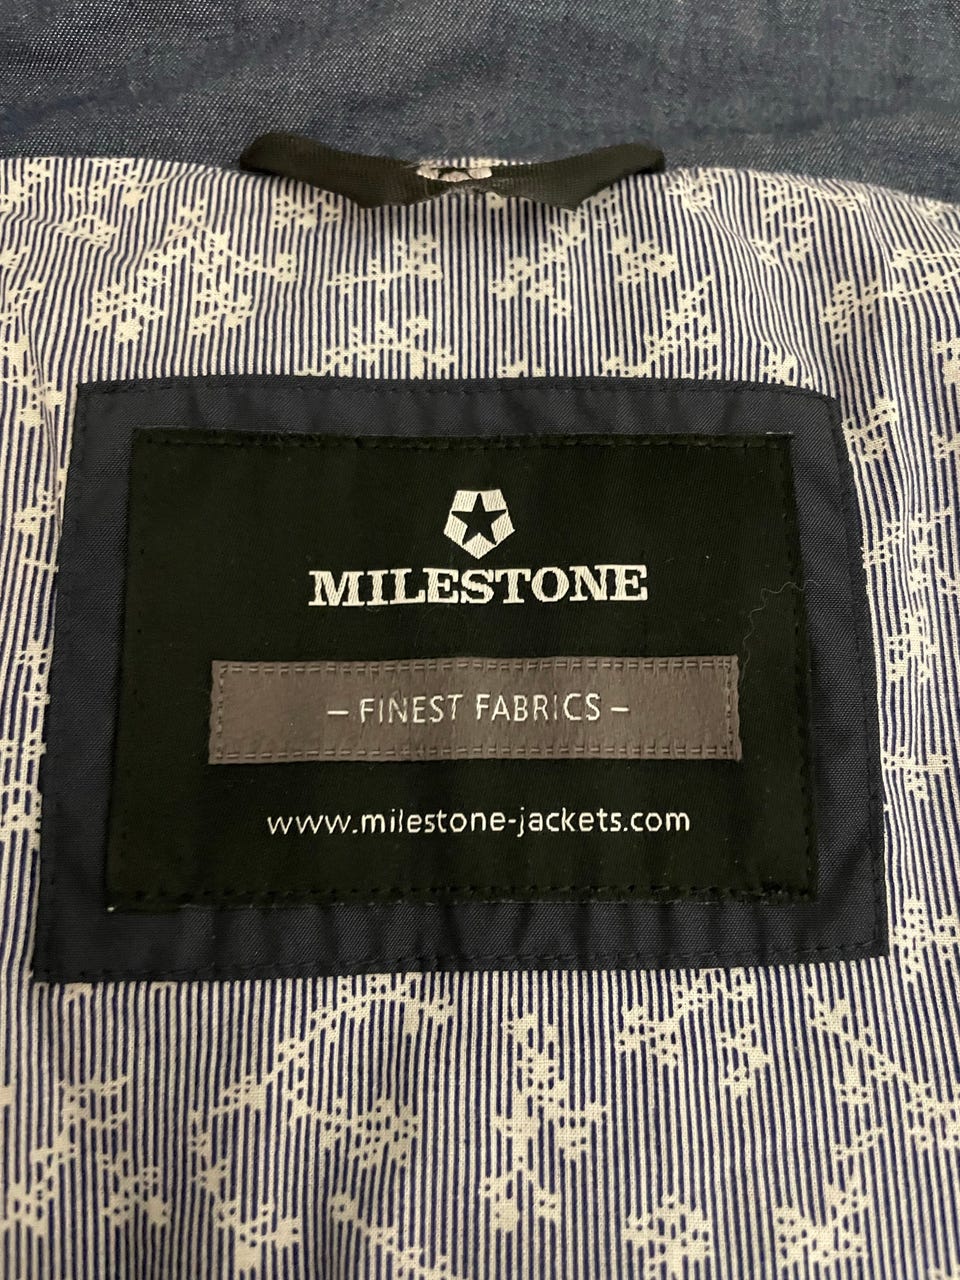 MILESTONE
– FINEST FABRICS –
www.milestone-jackets.com